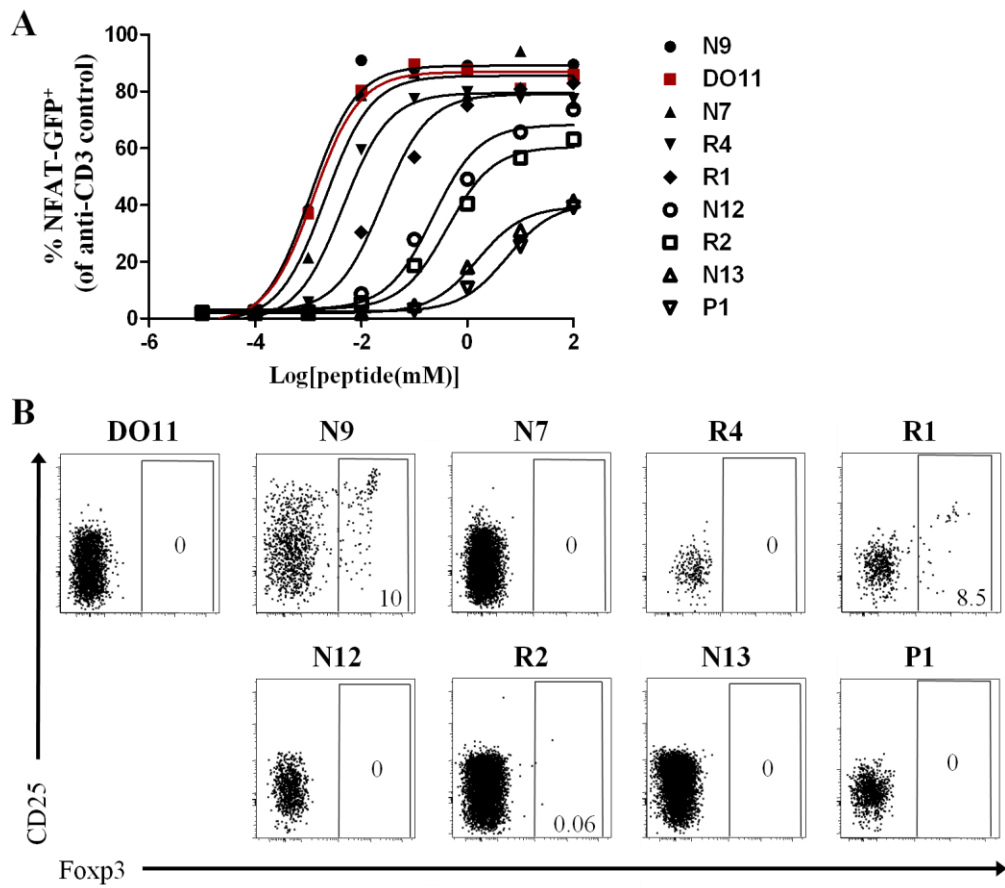 A
% NFAT-GFP+
(of anti-CD3 control)
100
80
60
40
20
0
-6 -4 -2 0 2
Log[peptide(mM)]
N9
DO11
N7
R4
R1
N12
R2
N13
P1
B
DO11 N9 N7 R4 R1
0 10 0 0 8.5
N12 R2 N13 P1
0 0.06 0 0
CD25
Foxp3